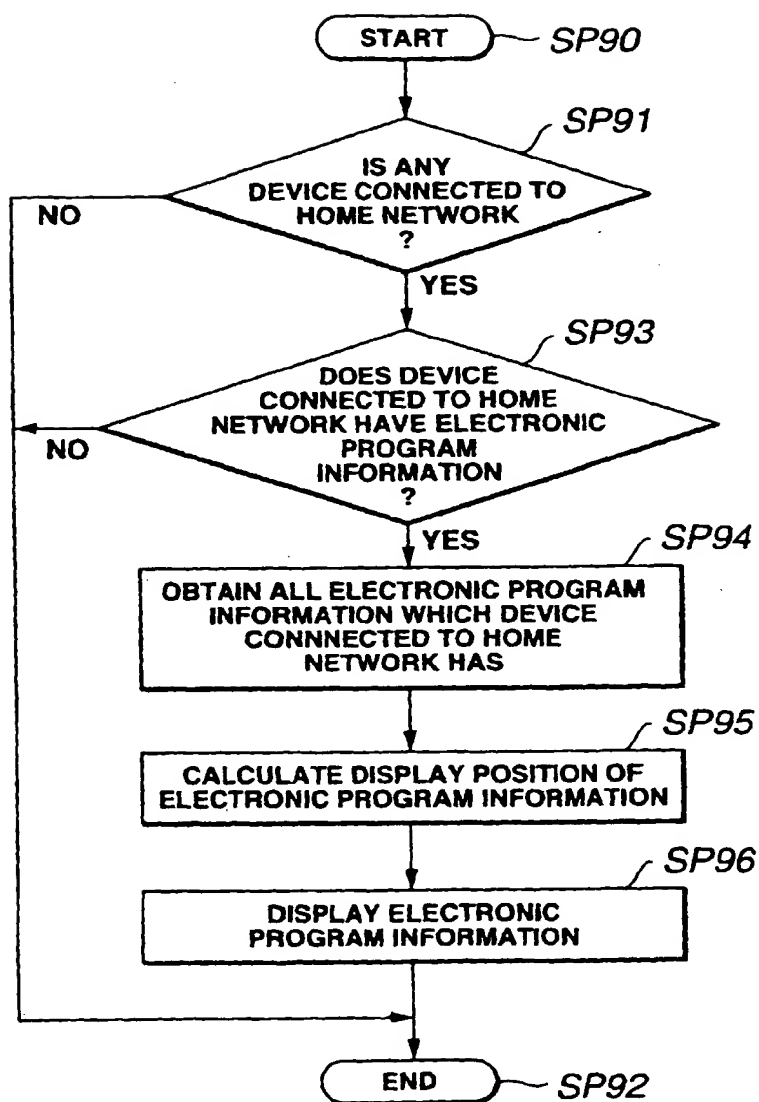 START
SP90
SP91
IS ANY
DEVICE CONNECTED TO
HOME NETWORK
?
NO
YES
SP93
DOES DEVICE
CONNECTED TO HOME
NETWORK HAVE ELECTRONIC
PROGRAM
INFORMATION
?
NO
YES
SP94
OBTAIN ALL ELECTRONIC PROGRAM
INFORMATION WHICH DEVICE
CONNNECTED TO HOME
NETWORK HAS
SP95
CALCULATE DISPLAY POSITION OF
ELECTRONIC PROGRAM INFORMATION
SP96
DISPLAY ELECTRONIC
PROGRAM INFORMATION
END
SP92